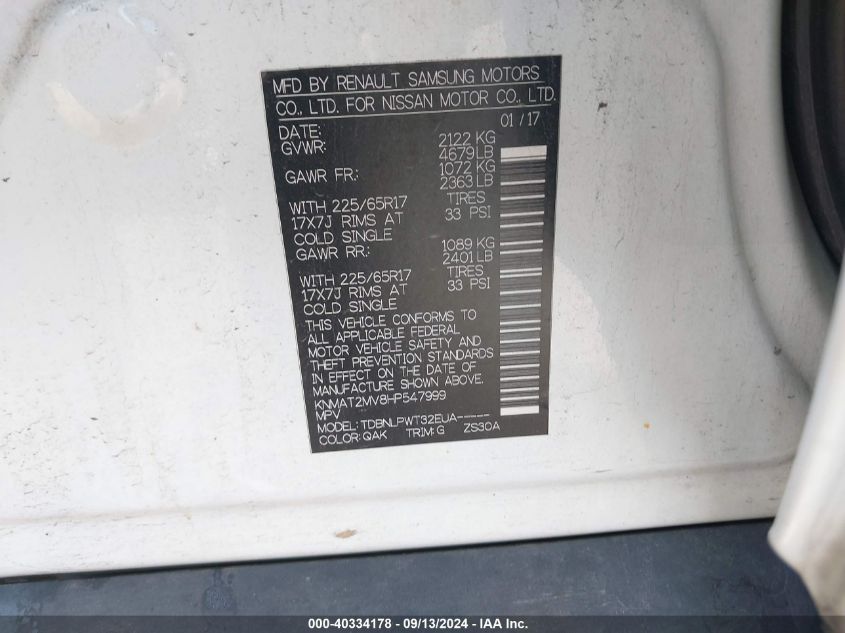 MFD BY RENAULT SAMSUNG MOTORS
CO., LTD. FOR NISSAN MOTOR CO., LTD.
DATE: 01/17
GVWR: 2122 KG
4679 LB
GAWR FR: 1072 KG
2363 LB
WITH 225/65R17 TIRES
17X7J RIMS AT 33 PSI
COLD SINGLE
GAWR RR: 1089 KG
2401 LB
WITH 225/65R17 TIRES
17X7J RIMS AT 33 PSI
COLD SINGLE
THIS VEHICLE CONFORMS TO
ALL APPLICABLE FEDERAL
MOTOR VEHICLE SAFETY AND
THEFT PREVENTION STANDARDS
IN EFFECT ON THE DATE OF
MANUFACTURE SHOWN ABOVE.
KNMAT2MV8HP547999
MPV
MODEL: TDBNLPWT32EUA-----
COLOR: QAK TRIM: G ZS30A
000-40334178 - 09/13/2024 - IAA Inc.